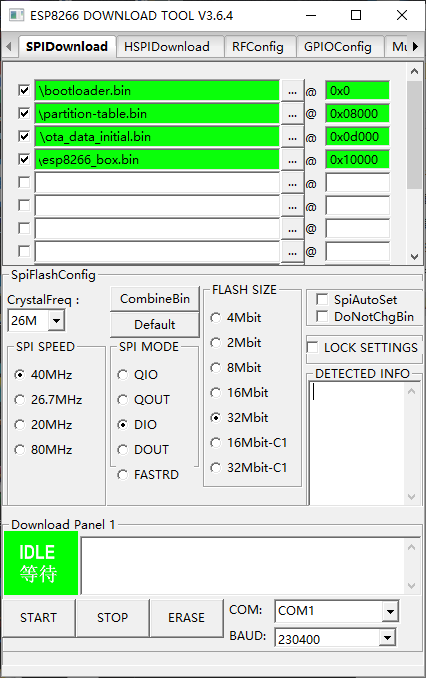 ESP8266 DOWNLOAD TOOL V3.6.4
SPIDownload HSPIDownload RFConfig GPIOConfig Mu
\bootloader.bin ... @ 0x0
\partition-table.bin ... @ 0x08000
\ota_data_initial.bin ... @ 0x0d000
\esp8266_box.bin ... @ 0x10000
... @
... @
... @
... @
SpiFlashConfig
CrystalFreq :
26M
CombineBin
Default
SPI SPEED
40MHz
26.7MHz
20MHz
80MHz
SPI MODE
QIO
QOUT
DIO
DOUT
FASTRD
FLASH SIZE
4Mbit
2Mbit
8Mbit
16Mbit
32Mbit
16Mbit-C1
32Mbit-C1
SpiAutoSet
DoNotChgBin
LOCK SETTINGS
DETECTED INFO
Download Panel 1
IDLE
等待
START STOP ERASE
COM: COM1
BAUD: 230400